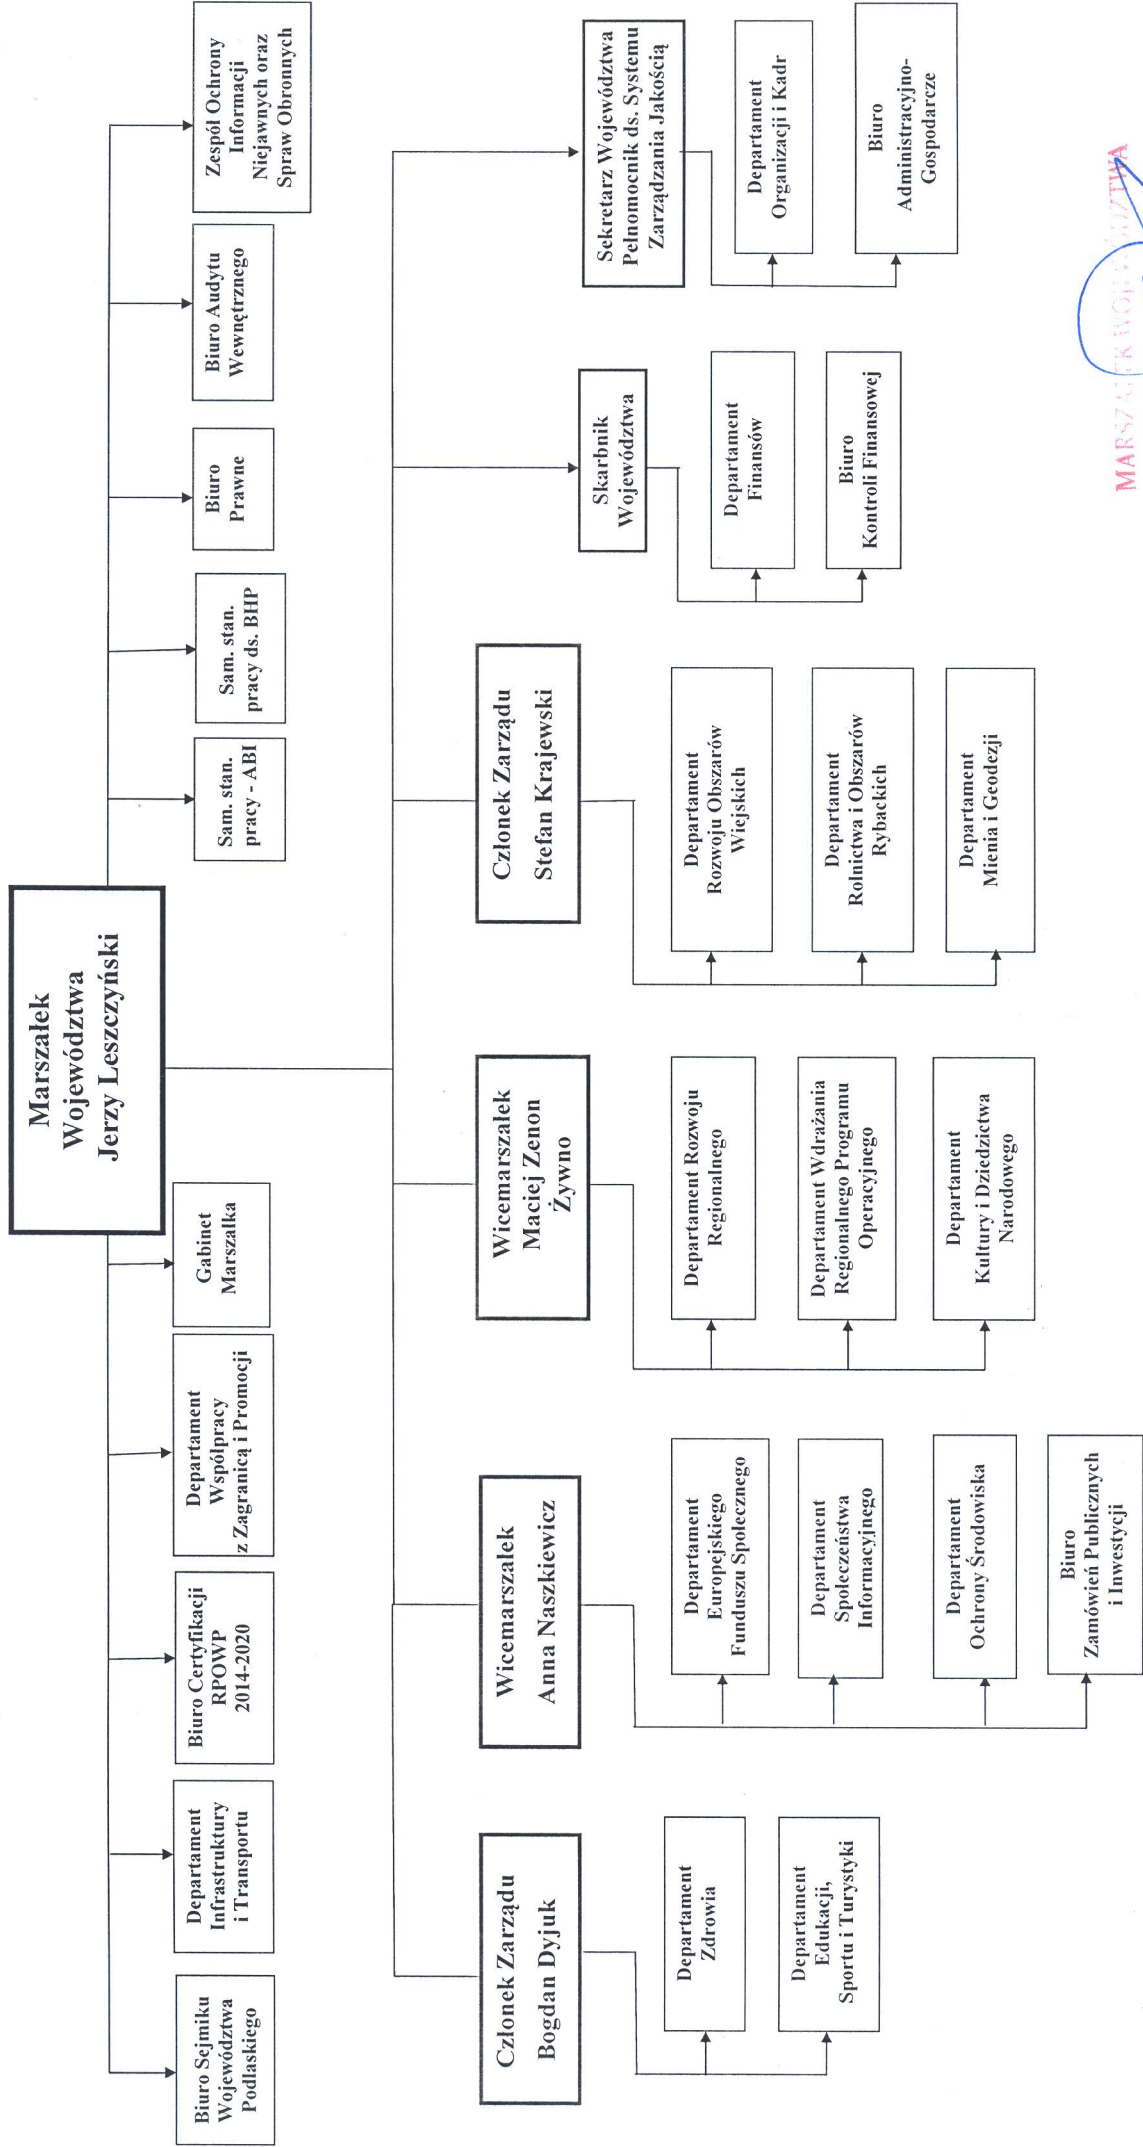 Marszałek
Województwa
Jerzy Leszczyński
Biuro Sejmiku
Województwa
Podlaskiego
Departament
Infrastruktury
i Transportu
Biuro Certyfikacji
RPOWP
2014-2020
Departament
Współpracy
z Zagranicą i Promocji
Gabinet
Marszałka
Sam. stan.
pracy - ABI
Sam. stan.
pracy ds. BHP
Biuro
Prawne
Biuro Audytu
Wewnętrznego
Zespół Ochrony
Informacji
Niejawnych oraz
Spraw Obronnych
Członek Zarządu
Bogdan Dyjuk
Departament
Zdrowia
Departament
Edukacji,
Sportu i Turystyki
Wicemarszałek
Anna Naszkiewicz
Departament
Europejskiego
Funduszu Społecznego
Departament
Społeczeństwa
Informacyjnego
Departament
Ochrony Środowiska
Biuro
Zamówień Publicznych
i Inwestycji
Wicemarszałek
Maciej Zenon
Żywno
Departament Rozwoju
Regionalnego
Departament Wdrażania
Regionalnego Programu
Operacyjnego
Departament
Kultury i Dziedzictwa
Narodowego
Członek Zarządu
Stefan Krajewski
Departament
Rozwoju Obszarów
Wiejskich
Departament
Rolnictwa i Obszarów
Rybackich
Departament
Mienia i Geodezji
Skarbnik
Województwa
Departament
Finansów
Biuro
Kontroli Finansowej
Sekretarz Województwa
Pełnomocnik ds. Systemu
Zarządzania Jakością
Departament
Organizacji i Kadr
Biuro
Administracyjno-
Gospodarcze
MARSZAŁEK WOJEWÓDZTWA